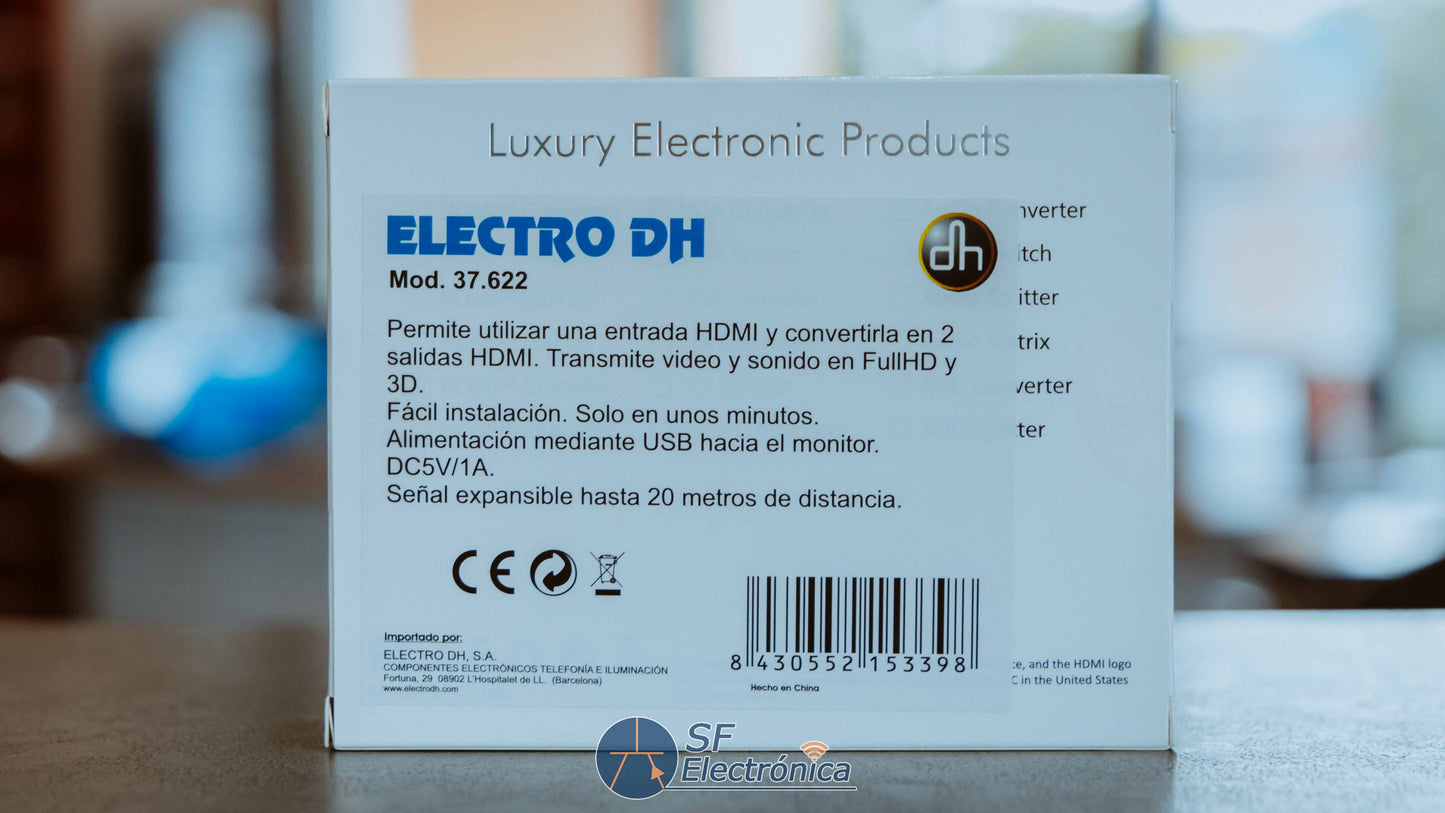 Luxury Electronic Products
ELECTRO DH
dh
Mod. 37.622
Permite utilizar una entrada HDMI y convertirla en 2
salidas HDMI. Transmite video y sonido en FullHD y
3D.
Fácil instalación. Solo en unos minutos.
Alimentación mediante USB hacia el monitor.
DC5V/1A.
Señal expansible hasta 20 metros de distancia.
nverter
itch
itter
trix
verter
tter
CE
Importado por:
ELECTRO DH, S.A.
COMPONENTES ELECTRÓNICOS TELEFONÍA E ILUMINACIÓN
Fortuna, 29 08902 L'Hospitalet de LL. (Barcelona)
www.electrodh.com
8 430552 153398
Hecho en China
ce, and the HDMI logo
C in the United States
SF
Electrónica